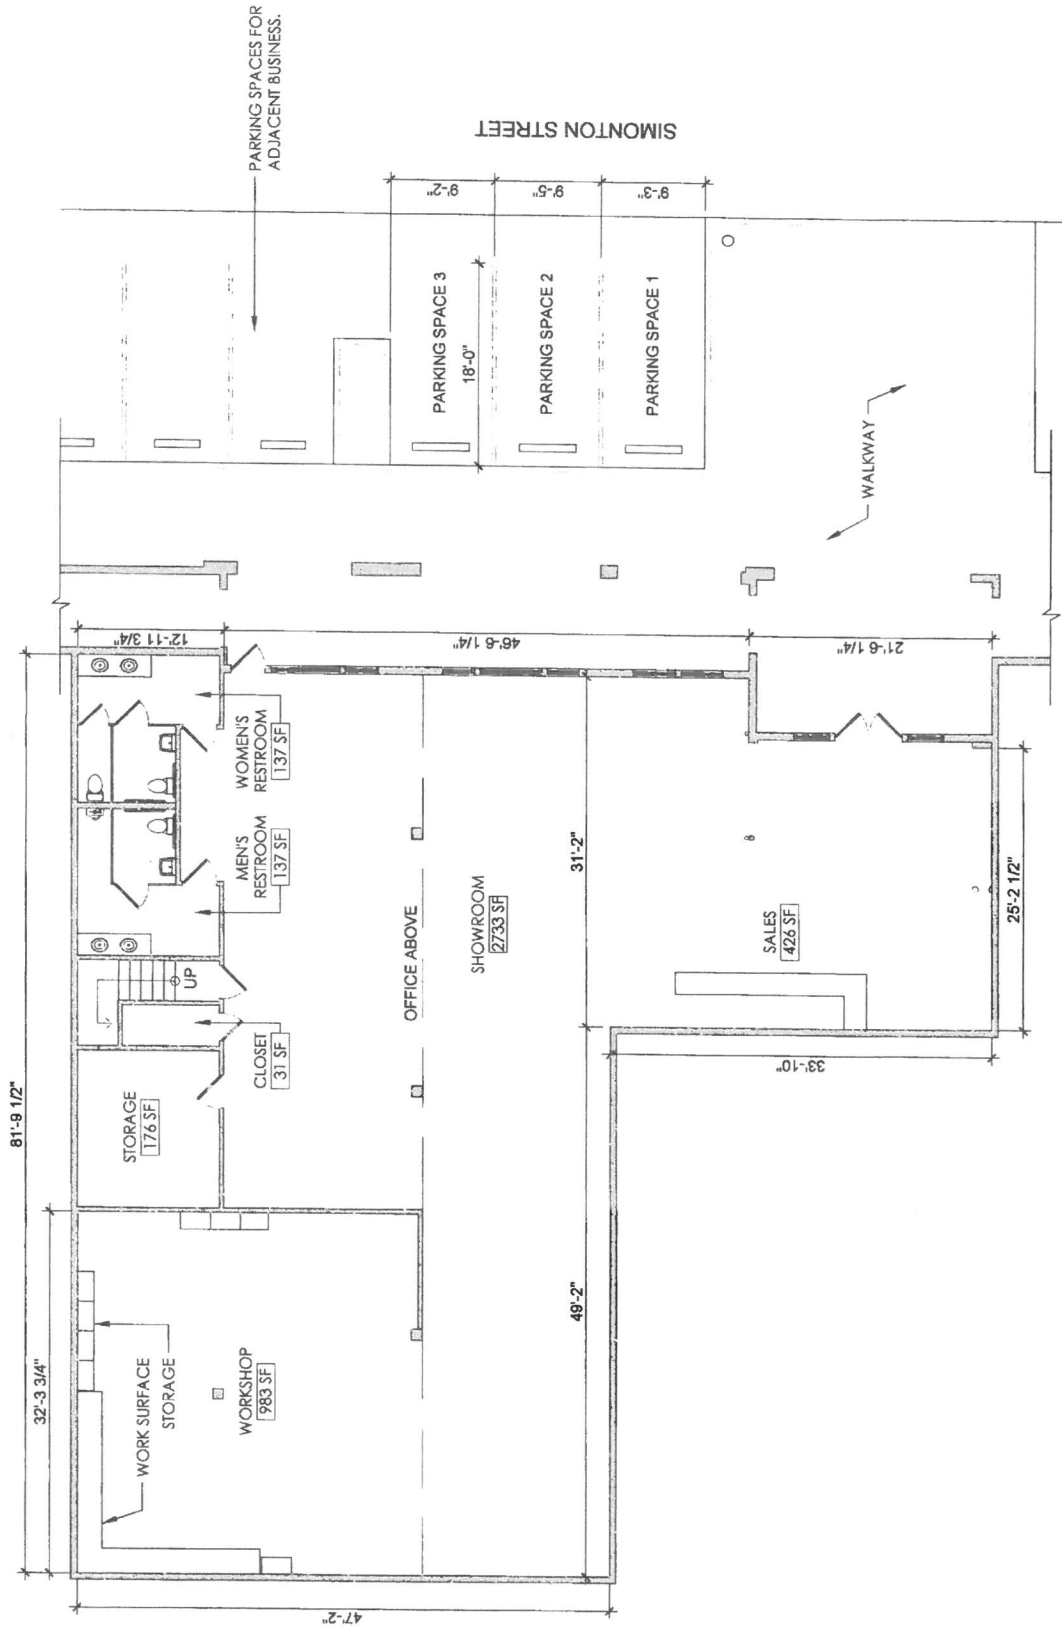 PARKING SPACES FOR
ADJACENT BUSINESS.
SIMONTON STREET
9'-2"
9'-5"
9'-3"
PARKING SPACE 3
18'-0"
PARKING SPACE 2
PARKING SPACE 1
WALKWAY
12'-11 3/4"
46'-6 1/4"
21'-6 1/4"
81'-9 1/2"
WOMEN'S
RESTROOM
137 SF
MEN'S
RESTROOM
137 SF
UP
OFFICE ABOVE
SHOWROOM
2733 SF
31'-2"
SALES
426 SF
25'-2 1/2"
33'-10"
CLOSET
31 SF
STORAGE
176 SF
32'-3 3/4"
WORK SURFACE
STORAGE
WORKSHOP
983 SF
49'-2"
47'-2"